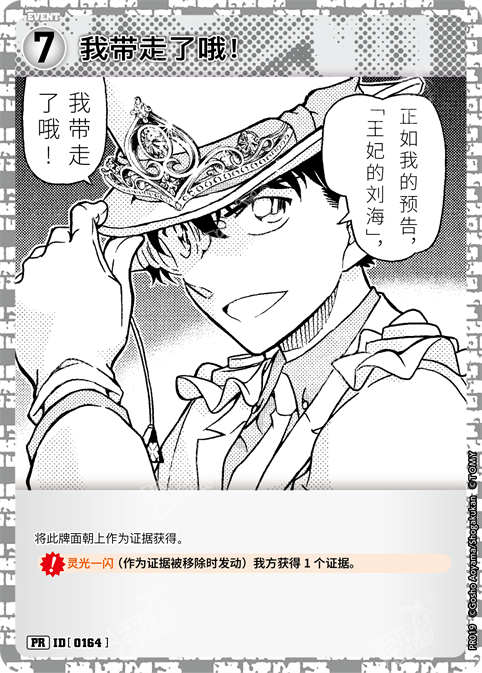 EVENT
7 我带走了哦!
正如我的预告，
「王妃的刘海」，
我带走
了哦！
将此牌面朝上作为证据获得。
灵光一闪（作为证据被移除时发动）我方获得 1 个证据。
PR ID[ 0164 ]
PR019 ©Gosho Aoyama/Shogakukan ©TOMY